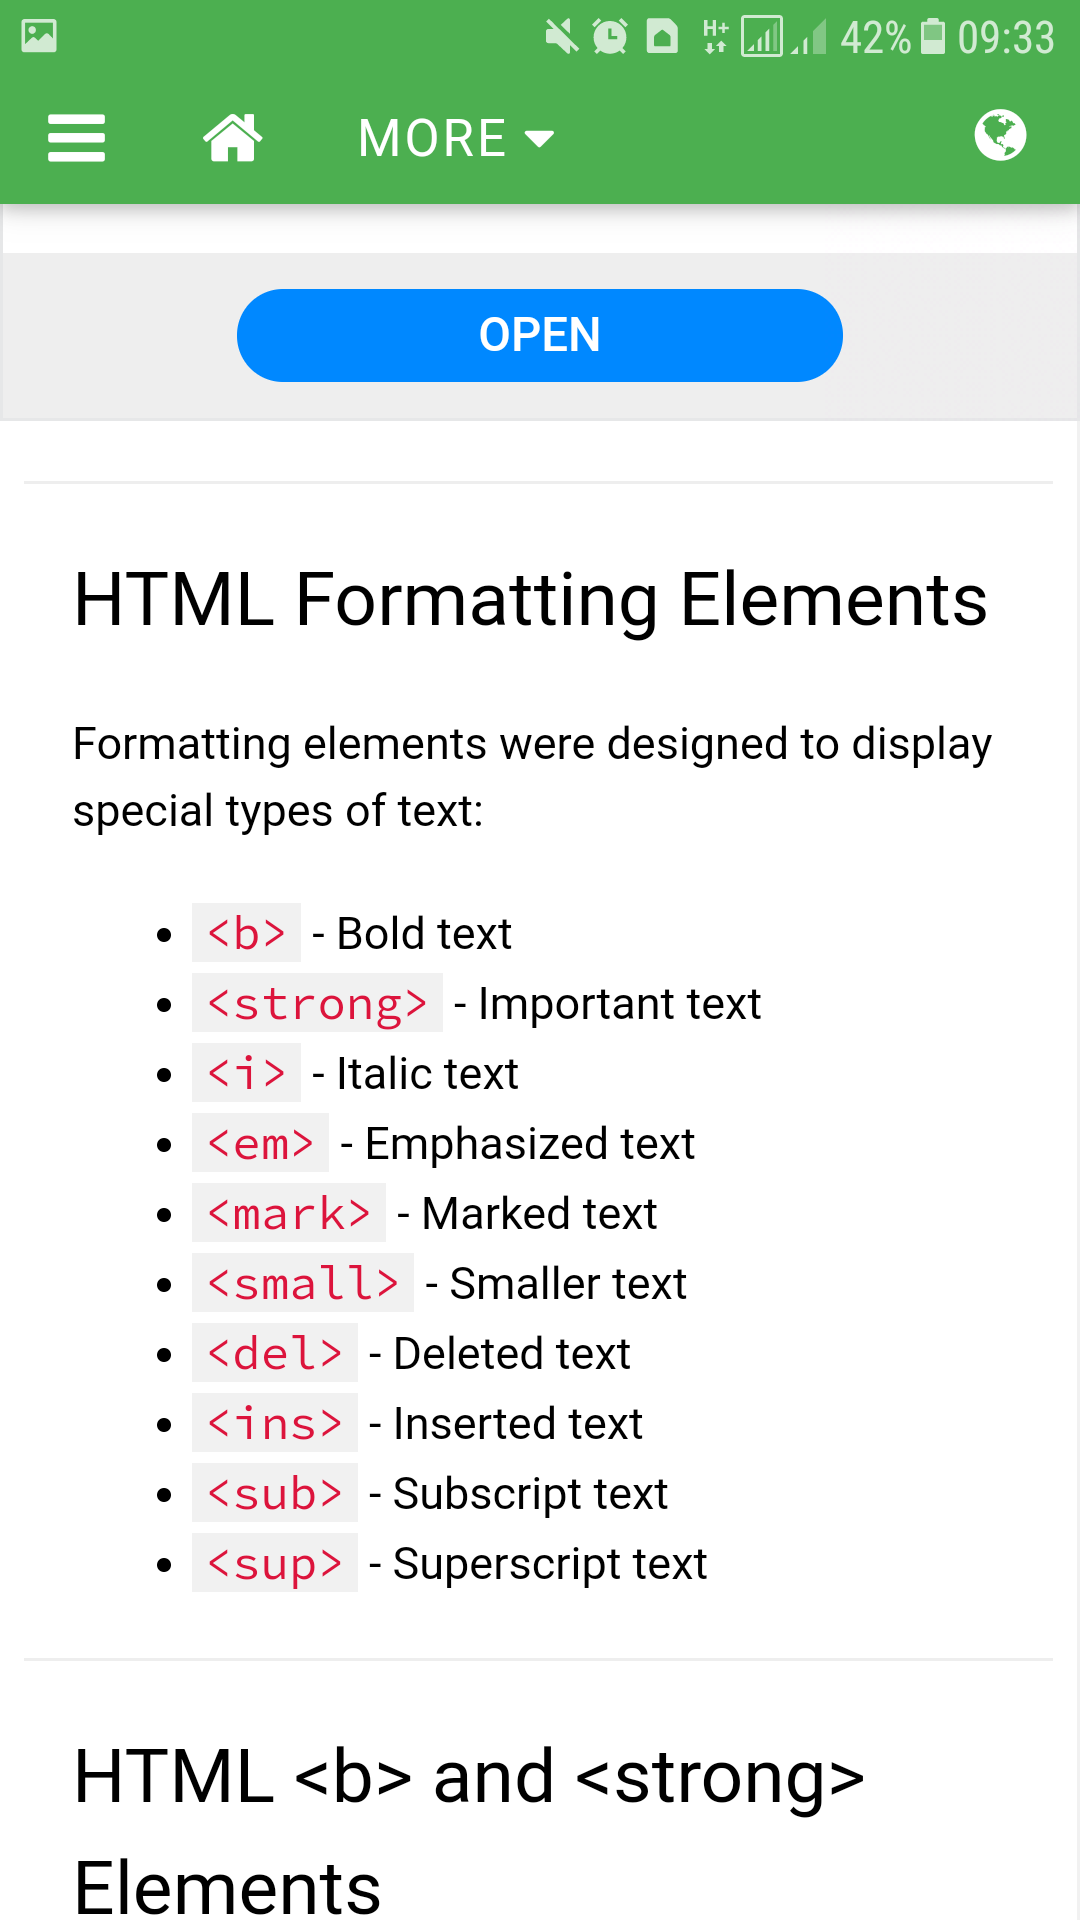 H+ 42% 09:33
MORE
OPEN
HTML Formatting Elements
Formatting elements were designed to display
special types of text:
<b> - Bold text
<strong> - Important text
<i> - Italic text
<em> - Emphasized text
<mark> - Marked text
<small> - Smaller text
<del> - Deleted text
<ins> - Inserted text
<sub> - Subscript text
<sup> - Superscript text
HTML <b> and <strong>
Elements